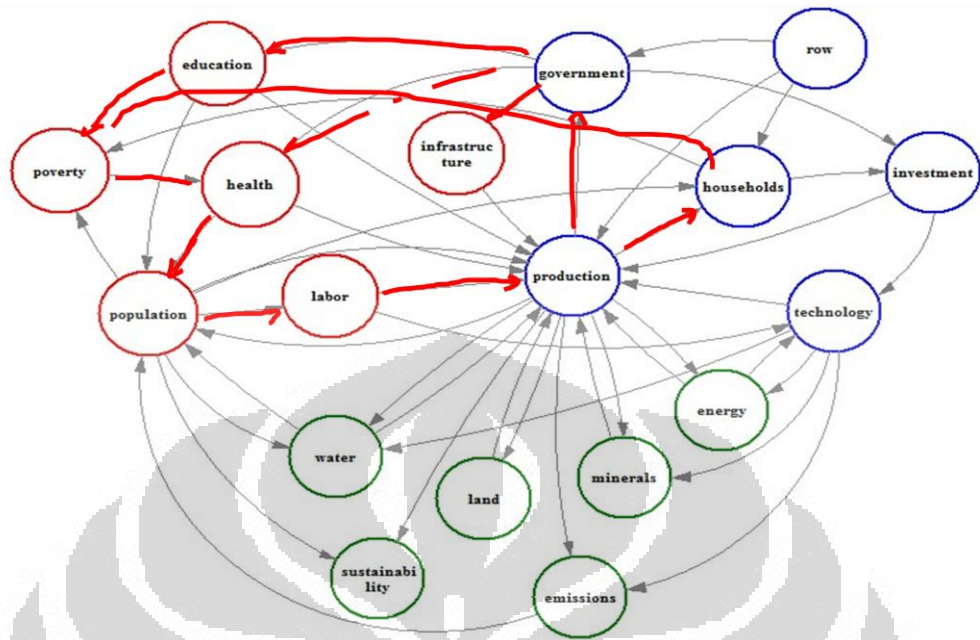 education
government
row
poverty
health
infrastruc
ture
households
investment
population
labor
production
technology
energy
water
land
minerals
sustainabi
lity
emissions